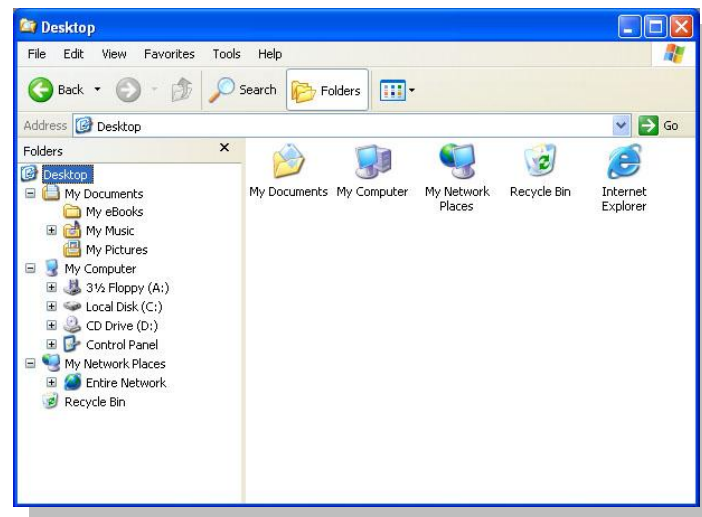 Desktop
File Edit View Favorites Tools Help
Back Search Folders
Address Desktop Go
Folders
Desktop
My Documents
My eBooks
My Music
My Pictures
My Computer
3½ Floppy (A:)
Local Disk (C:)
CD Drive (D:)
Control Panel
My Network Places
Entire Network
Recycle Bin
My Documents My Computer My Network Places Recycle Bin Internet Explorer